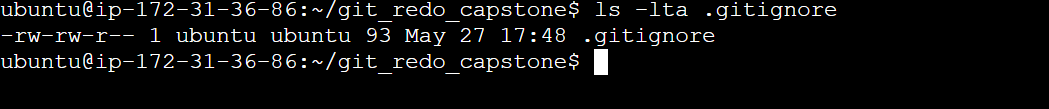 ubuntu@ip-172-31-36-86:~/git_redo_capstone$ ls -lta .gitignore
-rw-rw-r-- 1 ubuntu ubuntu 93 May 27 17:48 .gitignore
ubuntu@ip-172-31-36-86:~/git_redo_capstone$